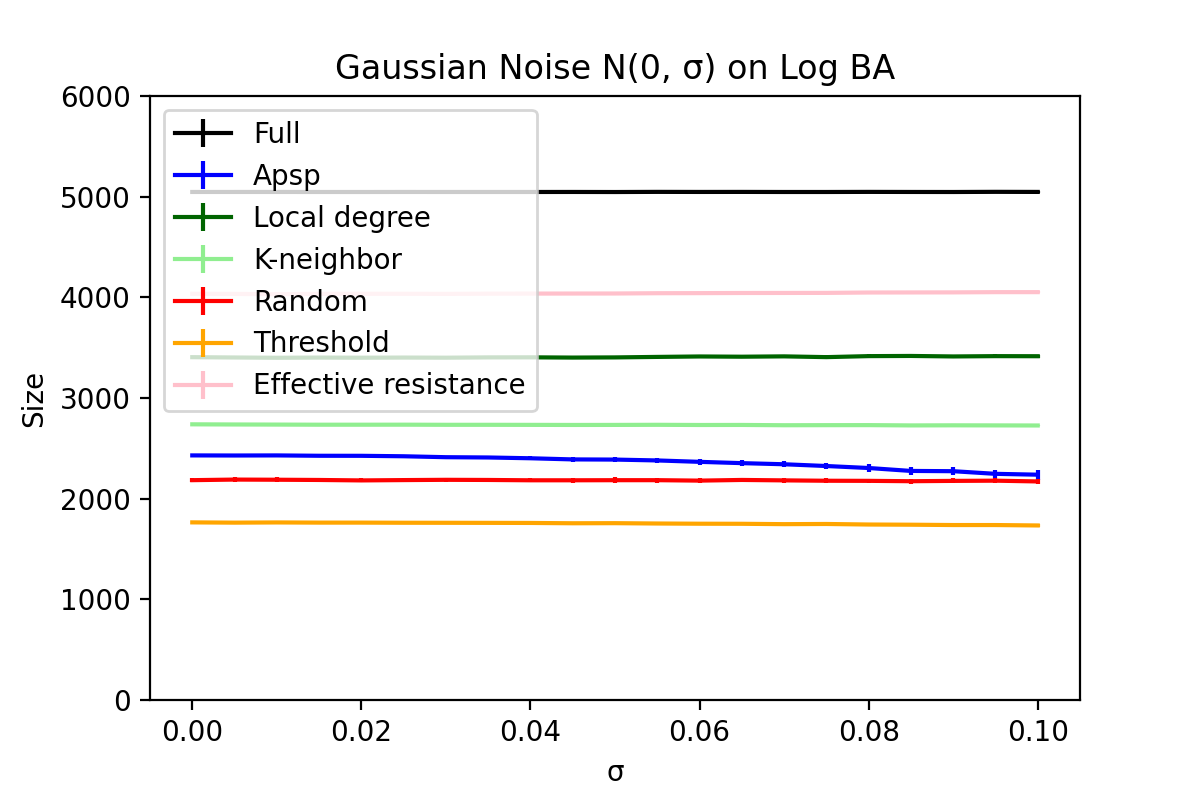 Gaussian Noise N(0, σ) on Log BA
6000
5000
4000
3000
2000
1000
0
Size
Full
Apsp
Local degree
K-neighbor
Random
Threshold
Effective resistance
0.00 0.02 0.04 0.06 0.08 0.10
σ